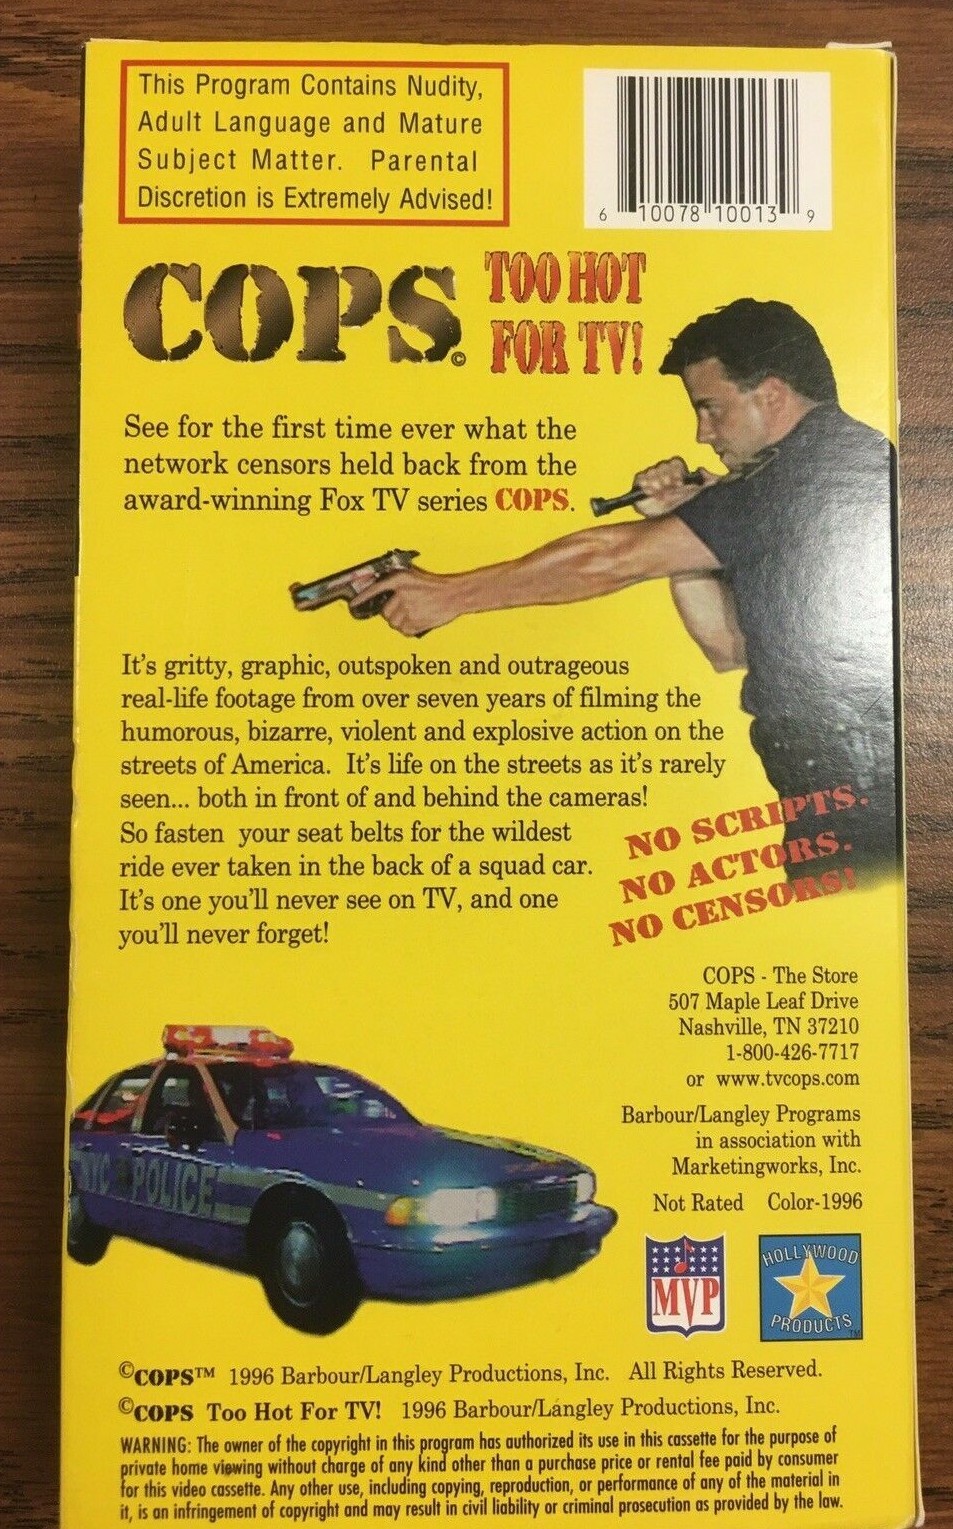 This Program Contains Nudity,
Adult Language and Mature
Subject Matter. Parental
Discretion is Extremely Advised!
6 10078 10013 9
COPS©
TOO HOT
FOR TV!
See for the first time ever what the
network censors held back from the
award-winning Fox TV series COPS.
It's gritty, graphic, outspoken and outrageous
real-life footage from over seven years of filming the
humorous, bizarre, violent and explosive action on the
streets of America. It's life on the streets as it's rarely
seen... both in front of and behind the cameras!
So fasten your seat belts for the wildest
ride ever taken in the back of a squad car.
It's one you'll never see on TV, and one
you'll never forget!
NO SCRIPTS.
NO ACTORS.
NO CENSORS!
COPS - The Store
507 Maple Leaf Drive
Nashville, TN 37210
1-800-426-7717
or www.tvcops.com
Barbour/Langley Programs
in association with
Marketingworks, Inc.
Not Rated Color-1996
NYC POLICE
MVP
HOLLYWOOD
PRODUCTS™
©COPS™ 1996 Barbour/Langley Productions, Inc. All Rights Reserved.
©COPS Too Hot For TV! 1996 Barbour/Langley Productions, Inc.
WARNING: The owner of the copyright in this program has authorized its use in this cassette for the purpose of
private home viewing without charge of any kind other than a purchase price or rental fee paid by consumer
for this video cassette. Any other use, including copying, reproduction, or performance of any of the material in
it, is an infringement of copyright and may result in civil liability or criminal prosecution as provided by the law.